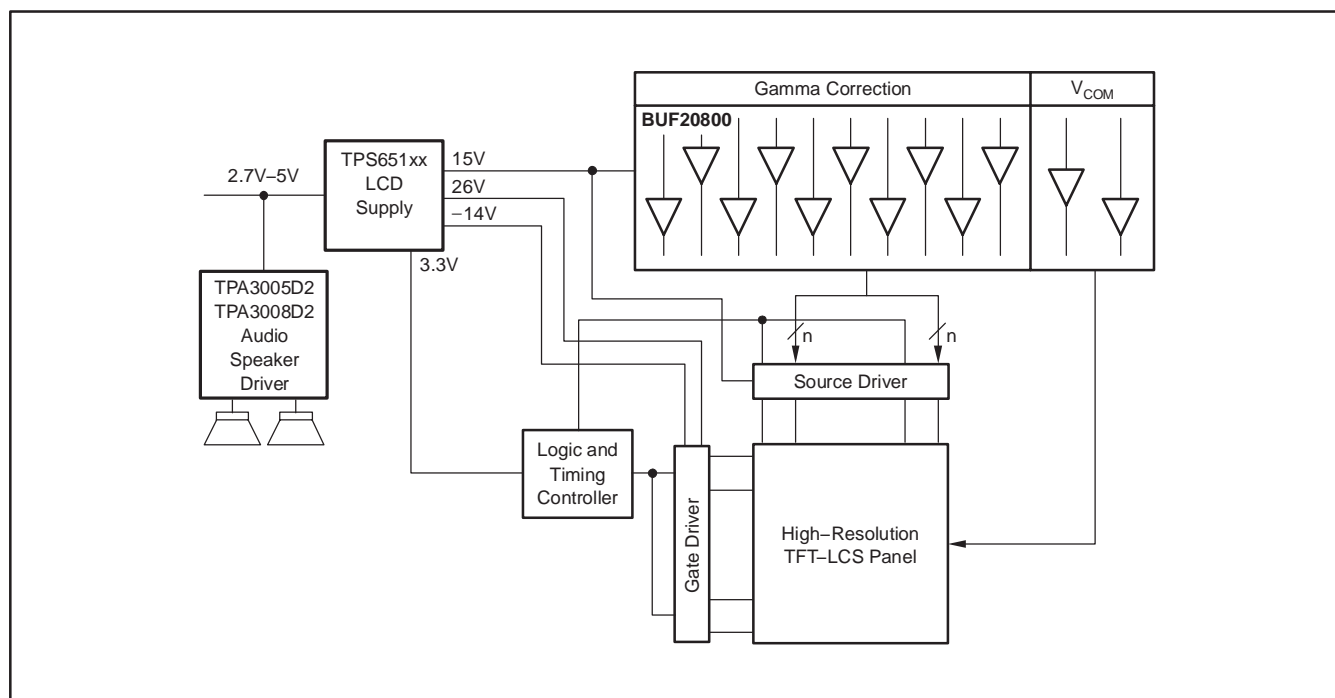 Gamma Correction
VCOM
BUF20800
TPS651xx
LCD
Supply
15V
26V
−14V
3.3V
2.7V−5V
TPA3005D2
TPA3008D2
Audio
Speaker
Driver
n
n
Source Driver
Logic and
Timing
Controller
Gate Driver
High−Resolution
TFT−LCS Panel